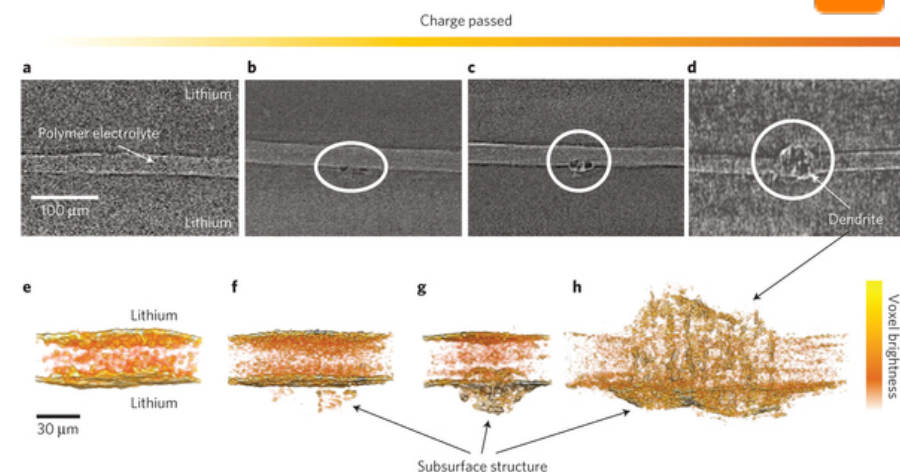 Charge passed
a
b
c
d
Lithium
Polymer electrolyte
100 μm
Lithium
Dendrite
e
f
g
h
Lithium
Lithium
30 μm
Voxel brightness
Subsurface structure